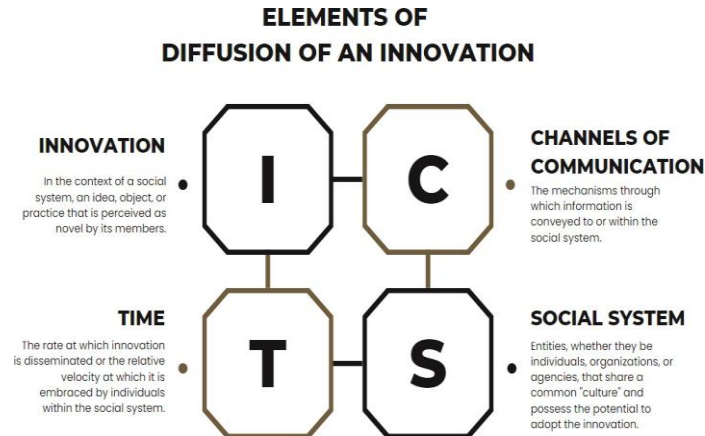 ELEMENTS OF
DIFFUSION OF AN INNOVATION
INNOVATION
In the context of a social
system, an idea, object, or
practice that is perceived as
novel by its members.
I
C
CHANNELS OF
COMMUNICATION
The mechanisms through
which information is
conveyed to or within the
social system.
TIME
The rate at which innovation
is disseminated or the relative
velocity at which it is
embraced by individuals
within the social system.
T
S
SOCIAL SYSTEM
Entities, whether they be
individuals, organizations, or
agencies, that share a
common "culture" and
possess the potential to
adopt the innovation.